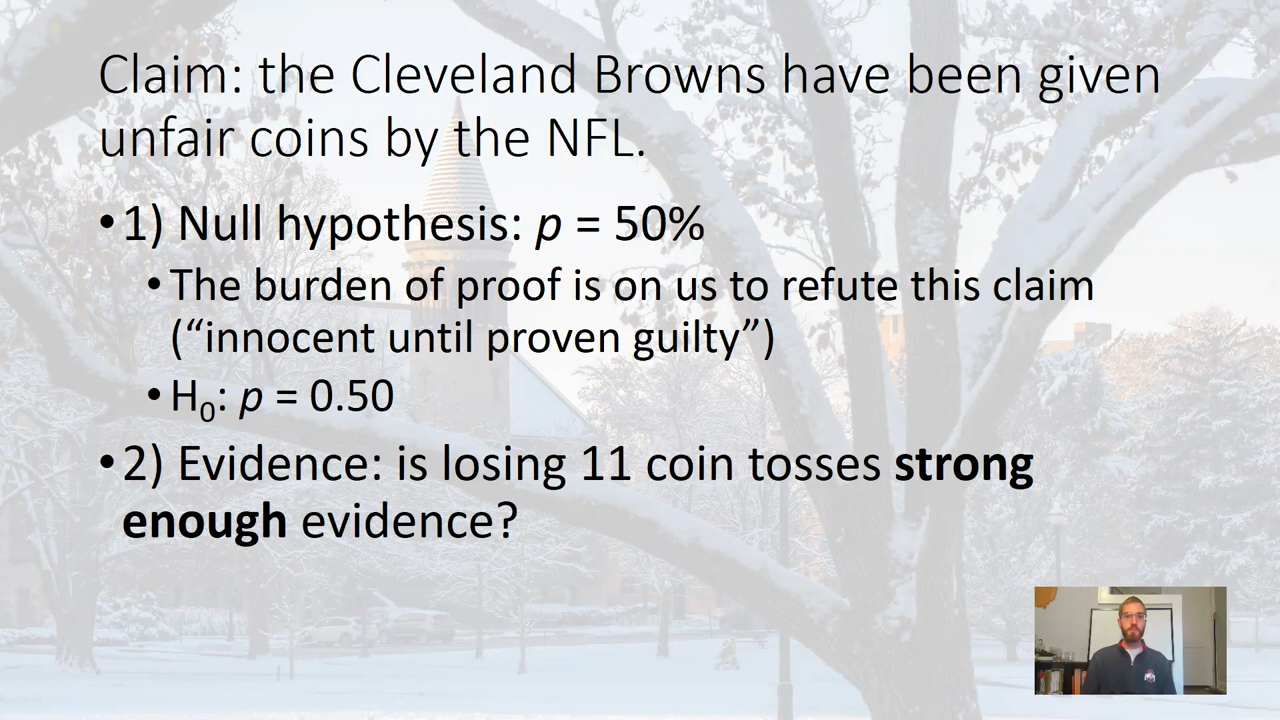 Claim: the Cleveland Browns have been given
unfair coins by the NFL.
•1) Null hypothesis: p = 50%
•The burden of proof is on us to refute this claim
(“innocent until proven guilty”)
•H₀: p = 0.50
•2) Evidence: is losing 11 coin tosses strong
enough evidence?